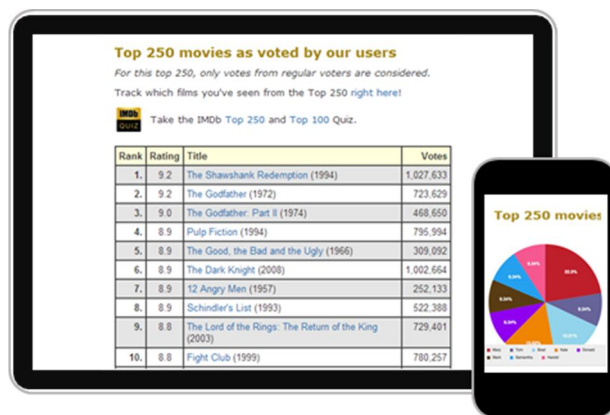 Top 250 movies as voted by our users
For this top 250, only votes from regular voters are considered.
Track which films you've seen from the Top 250 right here!
IMDb
QUIZ
Take the IMDb Top 250 and Top 100 Quiz.
Rank Rating Title Votes
1. 9.2 The Shawshank Redemption (1994) 1,027,633
2. 9.2 The Godfather (1972) 723,629
3. 9.0 The Godfather: Part II (1974) 468,650
4. 8.9 Pulp Fiction (1994) 795,994
5. 8.9 The Good, the Bad and the Ugly (1966) 309,092
6. 8.9 The Dark Knight (2008) 1,002,664
7. 8.9 12 Angry Men (1957) 252,133
8. 8.9 Schindler's List (1993) 522,388
9. 8.8 The Lord of the Rings: The Return of the King 729,401
(2003)
10. 8.8 Fight Club (1999) 780,257
Top 250 movies